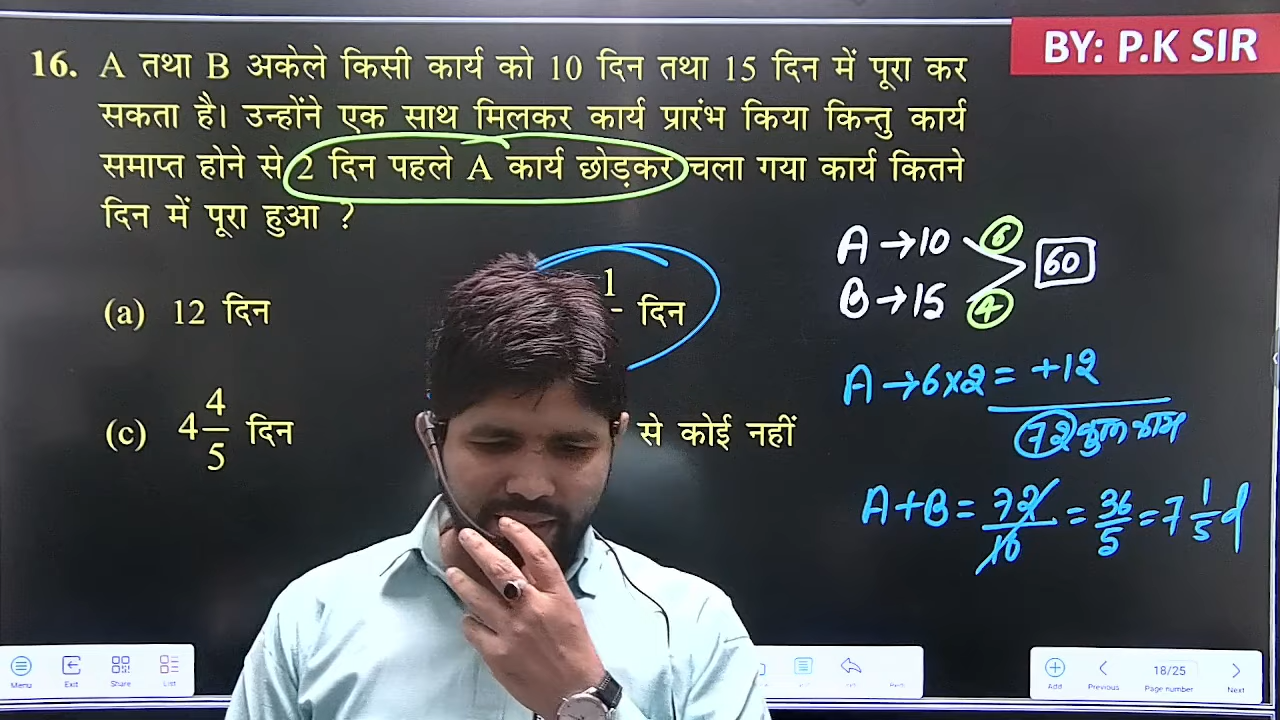 BY: P.K SIR
16. A तथा B अकेले किसी कार्य को 10 दिन तथा 15 दिन में पूरा कर
सकता है। उन्होंने एक साथ मिलकर कार्य प्रारंभ किया किन्तु कार्य
समाप्त होने से 2 दिन पहले A कार्य छोड़कर चला गया कार्य कितने
दिन में पूरा हुआ ?
(a) 12 दिन
1 दिन
(c) 4 4/5 दिन
से कोई नहीं
A → 10 6
60
B → 15 4
A → 6 × 2 = + 12
72 कुल काम
A + B = 72/10 = 36/5 = 7 1/5 d
Menu
Exit
Share
List
Add
Previous
18/25
Page number
Next